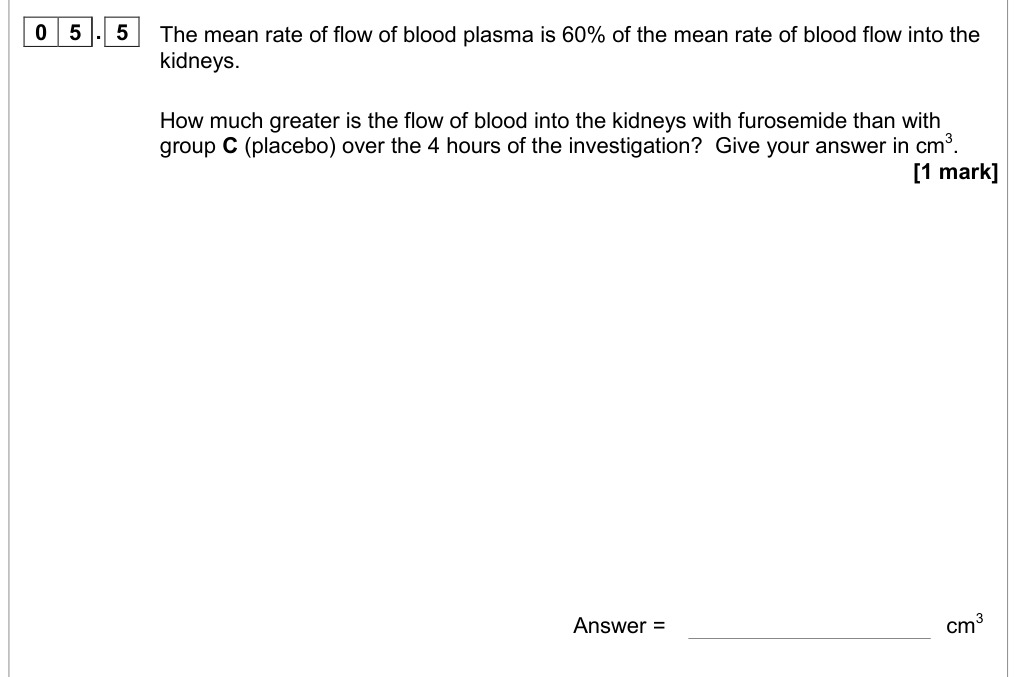 0 5 . 5 The mean rate of flow of blood plasma is 60% of the mean rate of blood flow into the
kidneys.
How much greater is the flow of blood into the kidneys with furosemide than with
group C (placebo) over the 4 hours of the investigation? Give your answer in cm³.
[1 mark]
Answer = ____________________ cm³